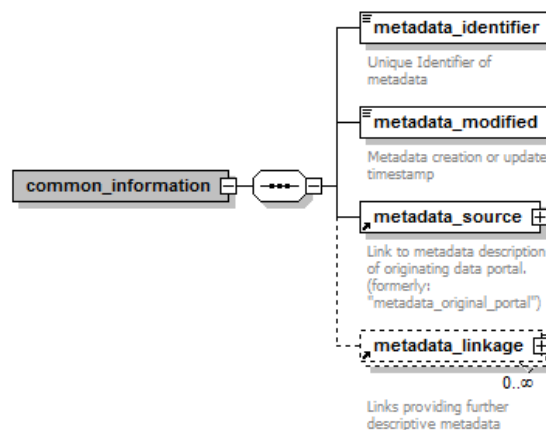 metadata_identifier
Unique Identifier of
metadata
metadata_modified
Metadata creation or update
timestamp
common_information
metadata_source
Link to metadata description
of originating data portal.
(formerly:
"metadata_original_portal")
metadata_linkage
0..∞
Links providing further
descriptive metadata